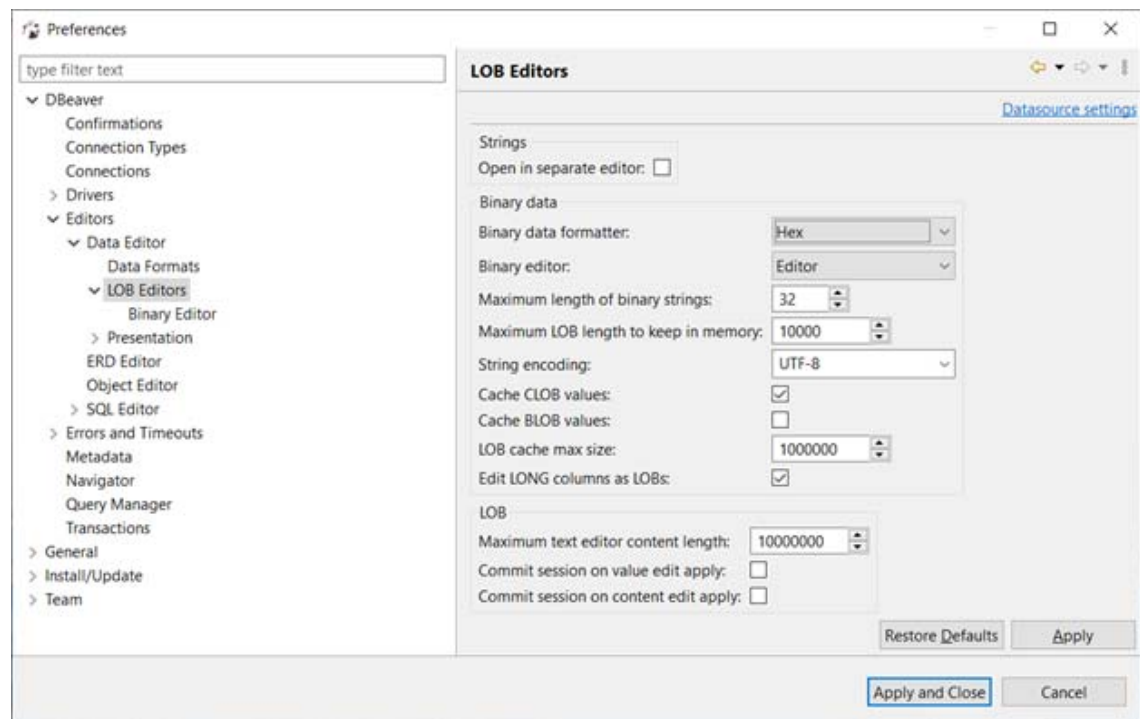 Preferences
type filter text
DBeaver
Confirmations
Connection Types
Connections
Drivers
Editors
Data Editor
Data Formats
LOB Editors
Binary Editor
Presentation
ERD Editor
Object Editor
SQL Editor
Errors and Timeouts
Metadata
Navigator
Query Manager
Transactions
General
Install/Update
Team
LOB Editors
Datasource settings
Strings
Open in separate editor:
Binary data
Binary data formatter: Hex
Binary editor: Editor
Maximum length of binary strings: 32
Maximum LOB length to keep in memory: 10000
String encoding: UTF-8
Cache CLOB values:
Cache BLOB values:
LOB cache max size: 1000000
Edit LONG columns as LOBs:
LOB
Maximum text editor content length: 10000000
Commit session on value edit apply:
Commit session on content edit apply:
Restore Defaults Apply
Apply and Close Cancel